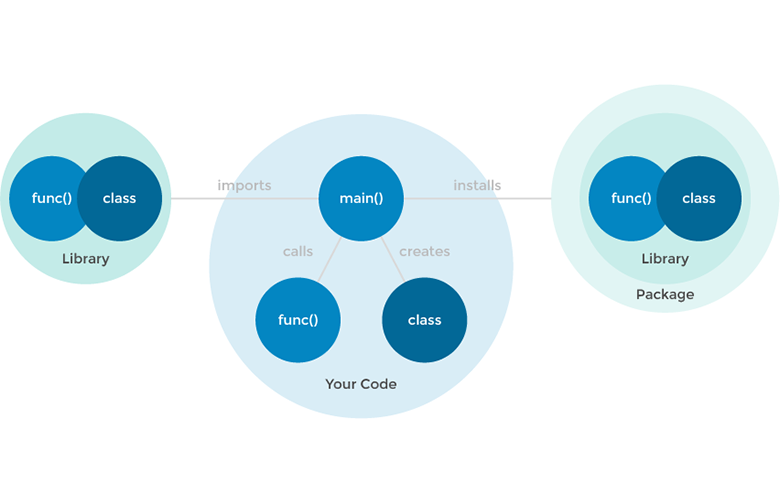 func()
class
Library
imports
main()
installs
calls
creates
func()
class
Your Code
func()
class
Library
Package